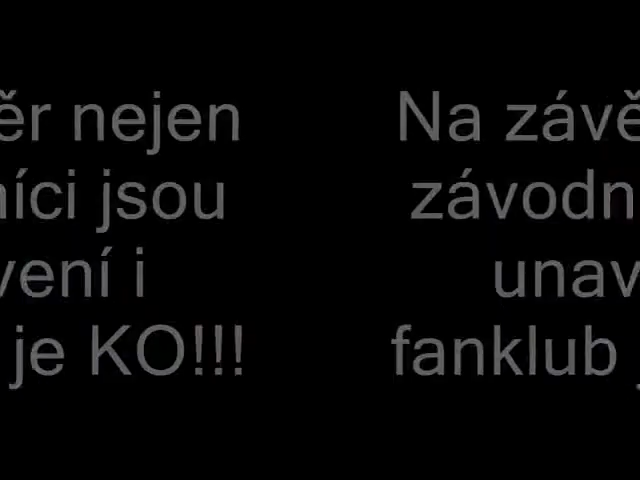 ěr nejen
níci jsou
vení i
je KO!!!
Na závě
závodn
unav
fanklub j